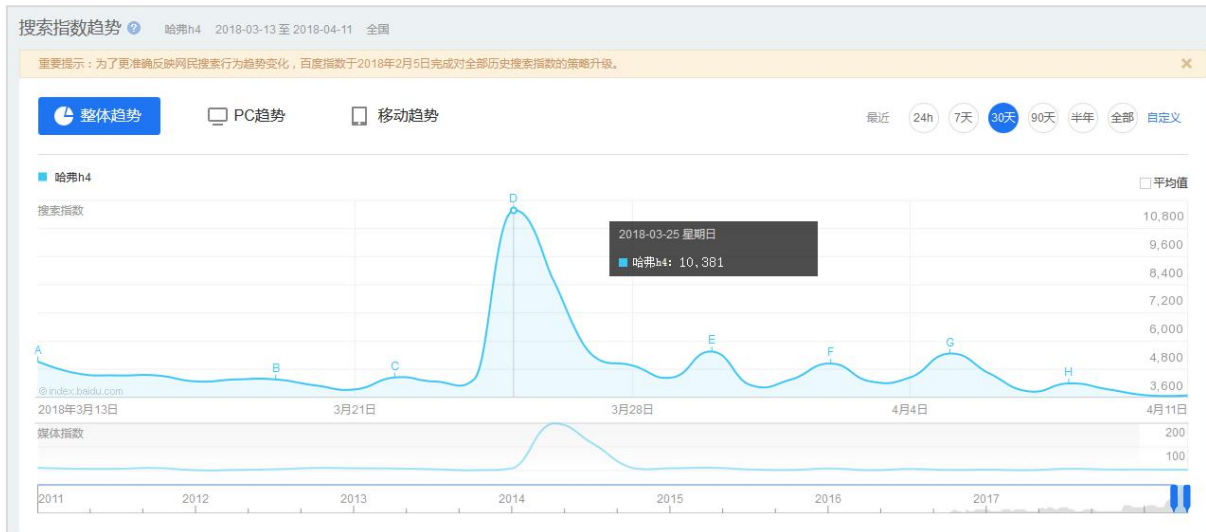 搜索指数趋势 ? 哈弗h4 2018-03-13 至 2018-04-11 全国
重要提示：为了更准确反映网民搜索行为趋势变化，百度指数于2018年2月5日完成对全部历史搜索指数的策略升级。 ×
整体趋势 PC趋势 移动趋势 最近 24h 7天 30天 90天 半年 全部 自定义
哈弗h4 平均值
搜索指数
10,800
9,600
8,400
7,200
6,000
4,800
3,600
2018-03-25 星期日
哈弗h4: 10,381
A B C D E F G H
© index.baidu.com
2018年3月13日 3月21日 3月28日 4月4日 4月11日
媒体指数
200
100
2011 2012 2013 2014 2015 2016 2017